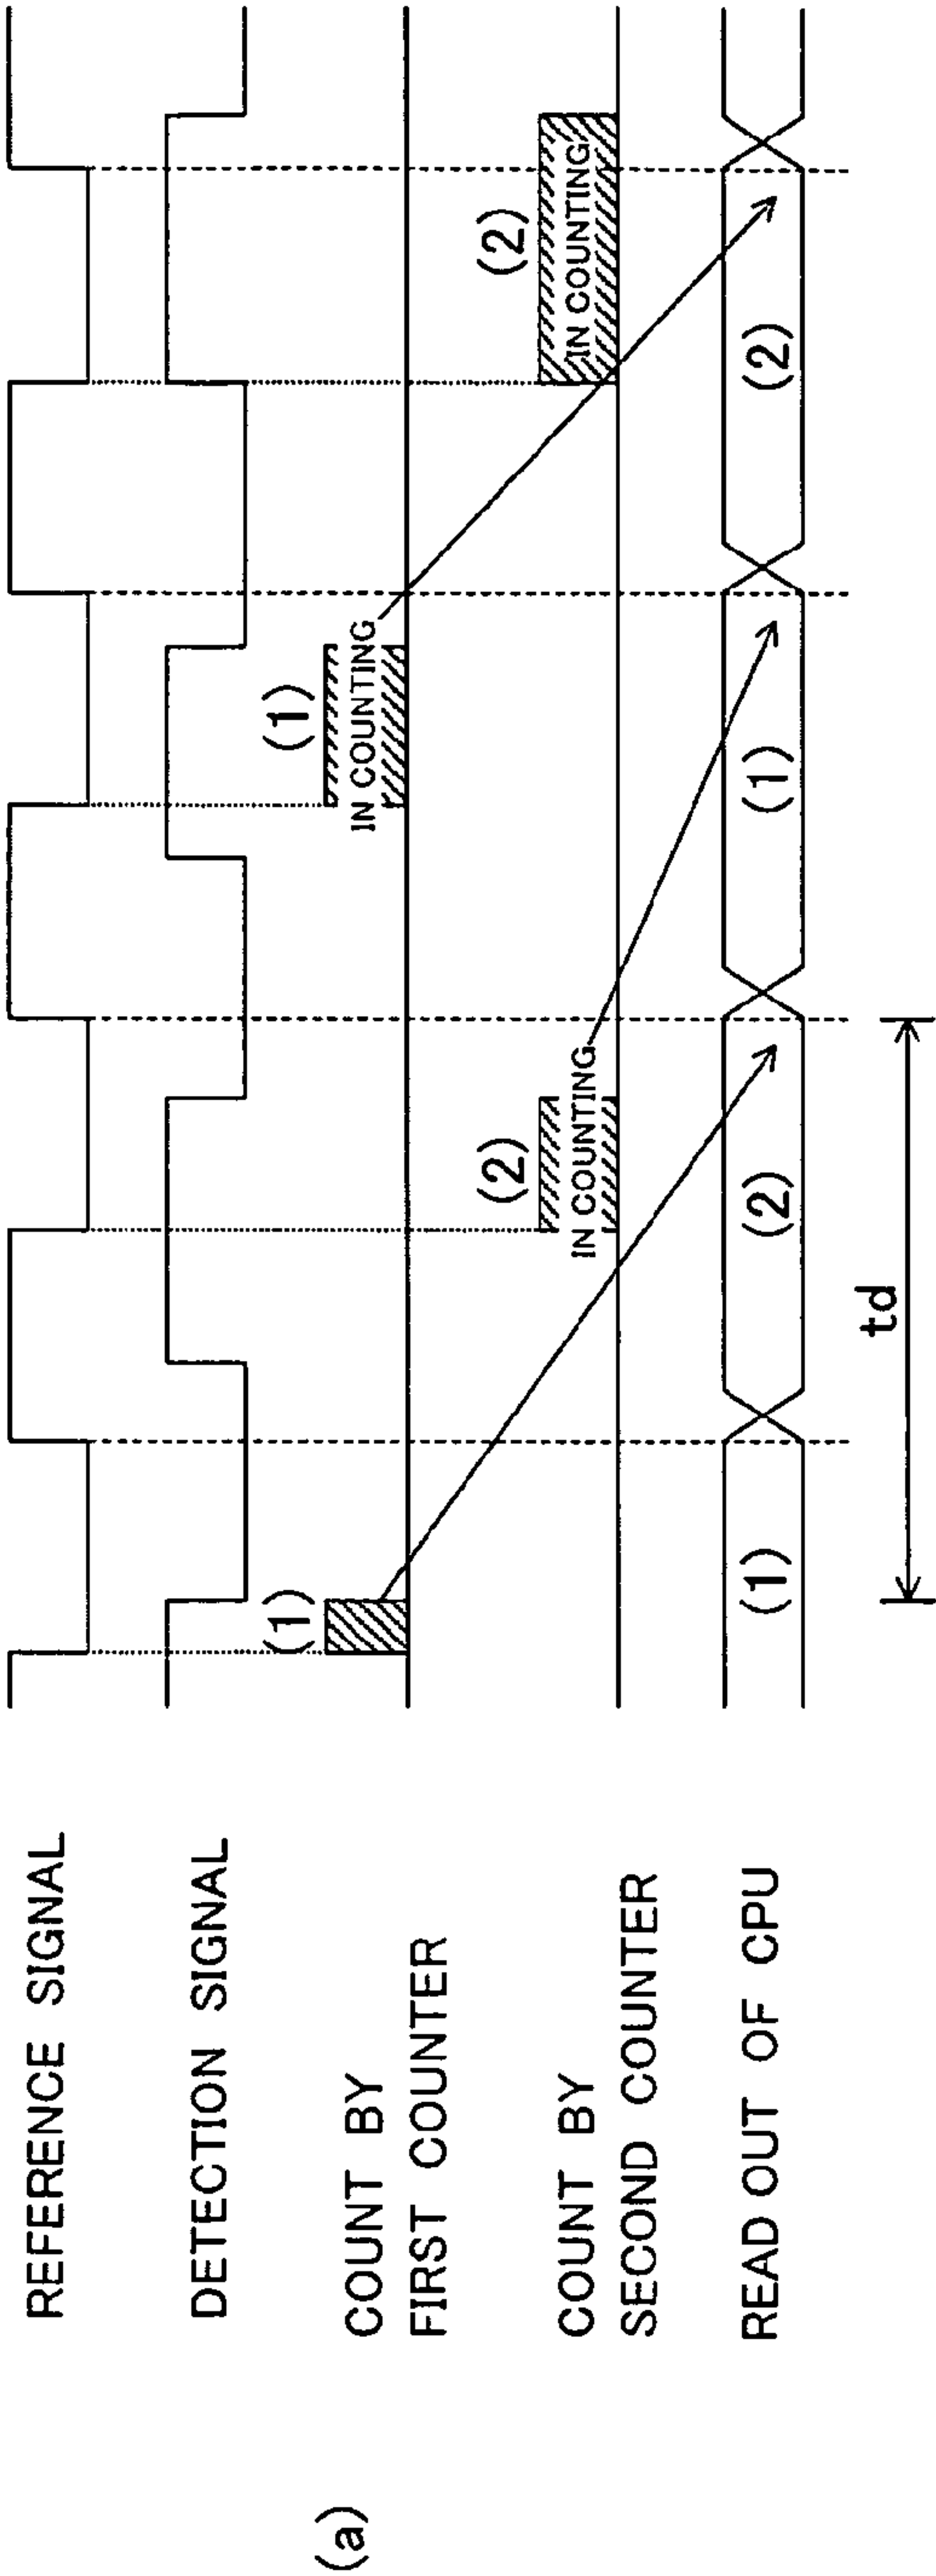 (a)
REFERENCE SIGNAL
DETECTION SIGNAL
COUNT BY
FIRST COUNTER
(1)
(1)
IN COUNTING
COUNT BY
SECOND COUNTER
(2)
IN COUNTING
(2)
IN COUNTING
READ OUT OF CPU
(1)
(2)
(1)
(2)
td